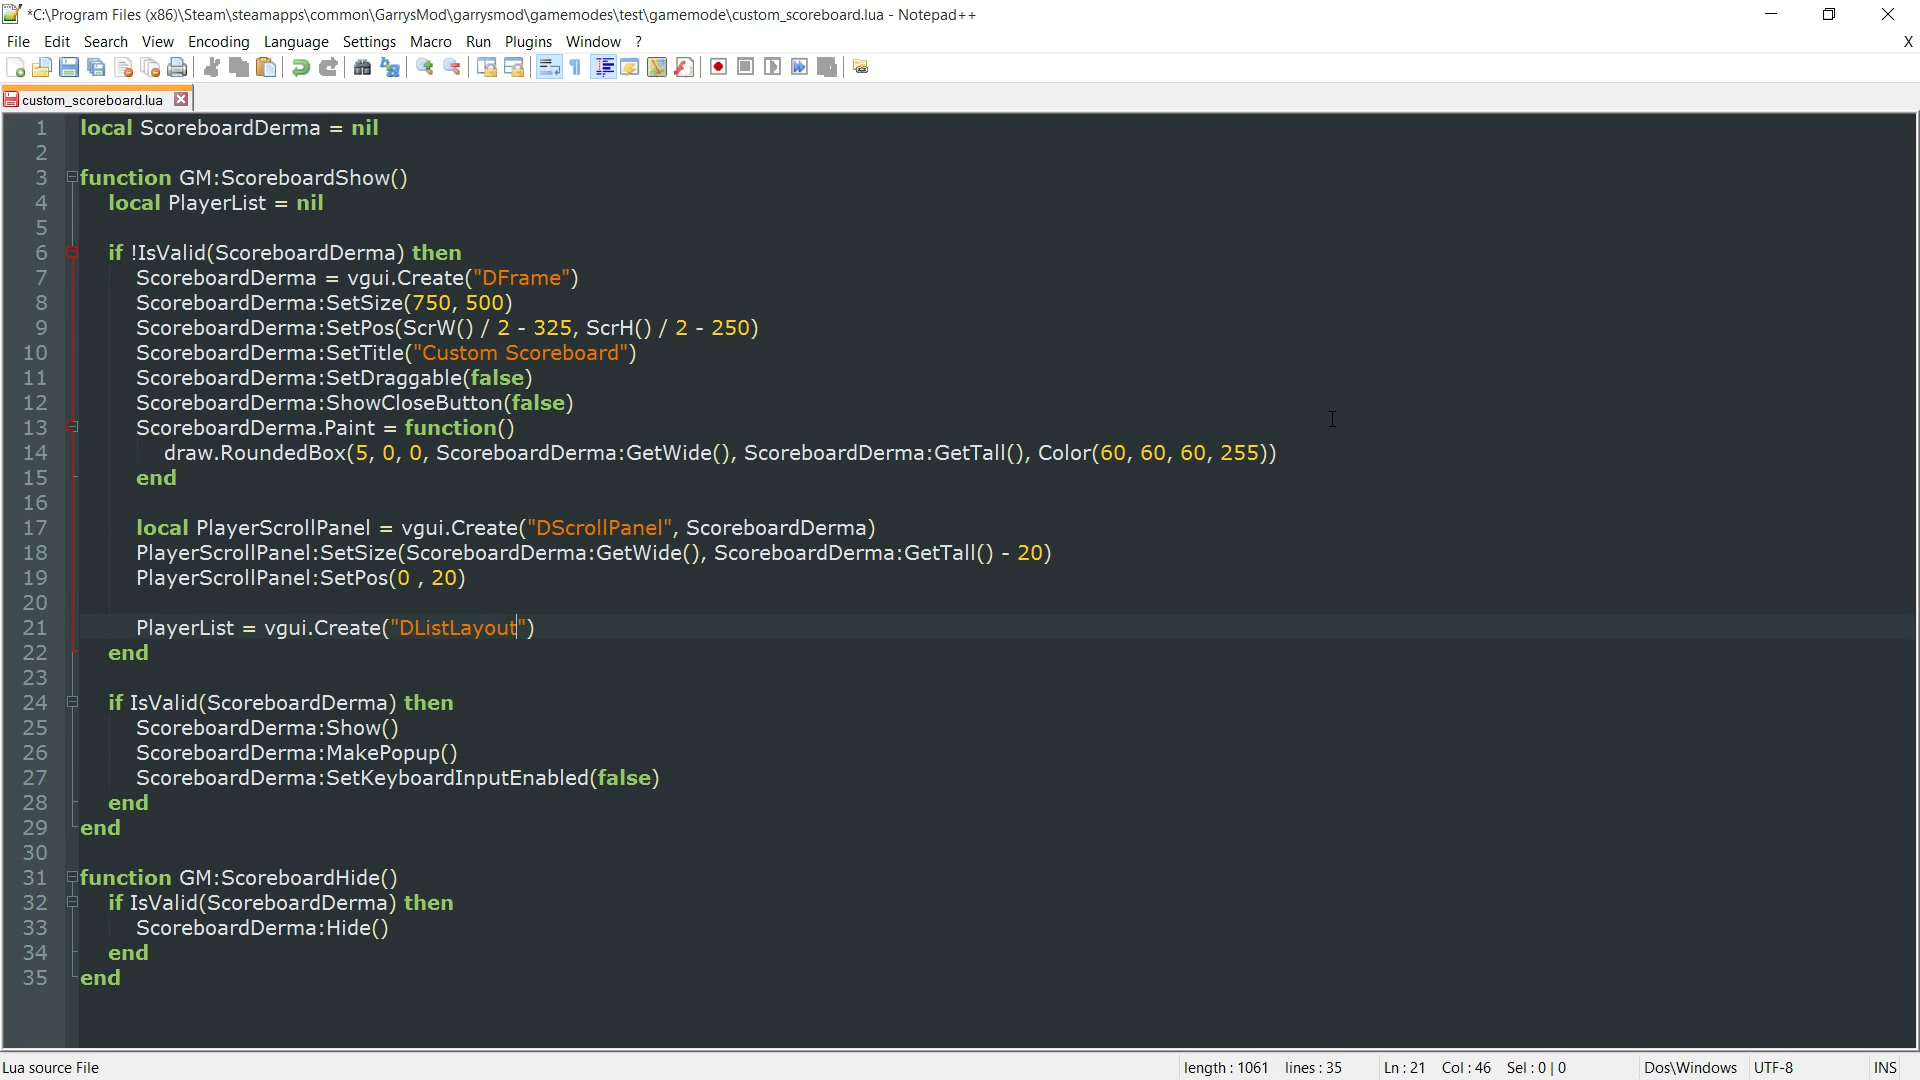 *C:\Program Files (x86)\Steam\steamapps\common\GarrysMod\garrysmod\gamemodes\test\gamemode\custom_scoreboard.lua - Notepad++
File Edit Search View Encoding Language Settings Macro Run Plugins Window ? X
custom_scoreboard.lua
1 local ScoreboardDerma = nil
2
3 function GM:ScoreboardShow()
4 local PlayerList = nil
5
6 if !IsValid(ScoreboardDerma) then
7 ScoreboardDerma = vgui.Create("DFrame")
8 ScoreboardDerma:SetSize(750, 500)
9 ScoreboardDerma:SetPos(ScrW() / 2 - 325, ScrH() / 2 - 250)
10 ScoreboardDerma:SetTitle("Custom Scoreboard")
11 ScoreboardDerma:SetDraggable(false)
12 ScoreboardDerma:ShowCloseButton(false)
13 ScoreboardDerma.Paint = function()
14 draw.RoundedBox(5, 0, 0, ScoreboardDerma:GetWide(), ScoreboardDerma:GetTall(), Color(60, 60, 60, 255))
15 end
16
17 local PlayerScrollPanel = vgui.Create("DScrollPanel", ScoreboardDerma)
18 PlayerScrollPanel:SetSize(ScoreboardDerma:GetWide(), ScoreboardDerma:GetTall() - 20)
19 PlayerScrollPanel:SetPos(0 , 20)
20
21 PlayerList = vgui.Create("DListLayout")
22 end
23
24 if IsValid(ScoreboardDerma) then
25 ScoreboardDerma:Show()
26 ScoreboardDerma:MakePopup()
27 ScoreboardDerma:SetKeyboardInputEnabled(false)
28 end
29 end
30
31 function GM:ScoreboardHide()
32 if IsValid(ScoreboardDerma) then
33 ScoreboardDerma:Hide()
34 end
35 end
Lua source File length : 1061 lines : 35 Ln : 21 Col : 46 Sel : 0 | 0 Dos\Windows UTF-8 INS